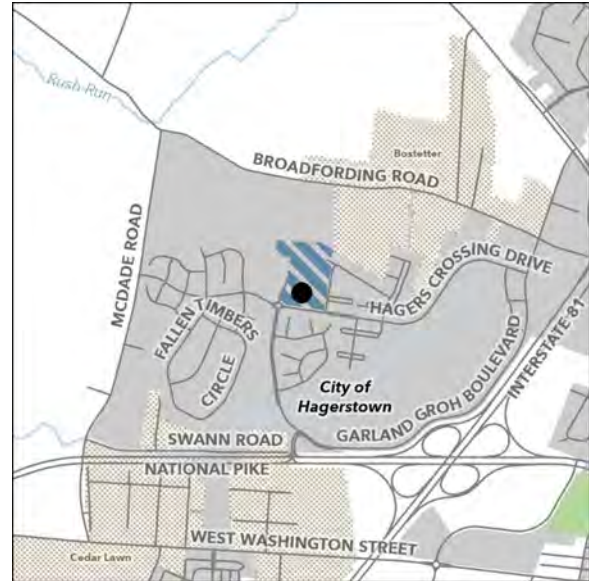 Rush Run
Bostetter
BROADFORDING ROAD
MCDADE ROAD
HAGERS CROSSING DRIVE
FALLEN TIMBERS
CIRCLE
City of
Hagerstown
GARLAND GROH BOULEVARD
INTERSTATE 81
SWANN ROAD
NATIONAL PIKE
WEST WASHINGTON STREET
Cedar Lawn